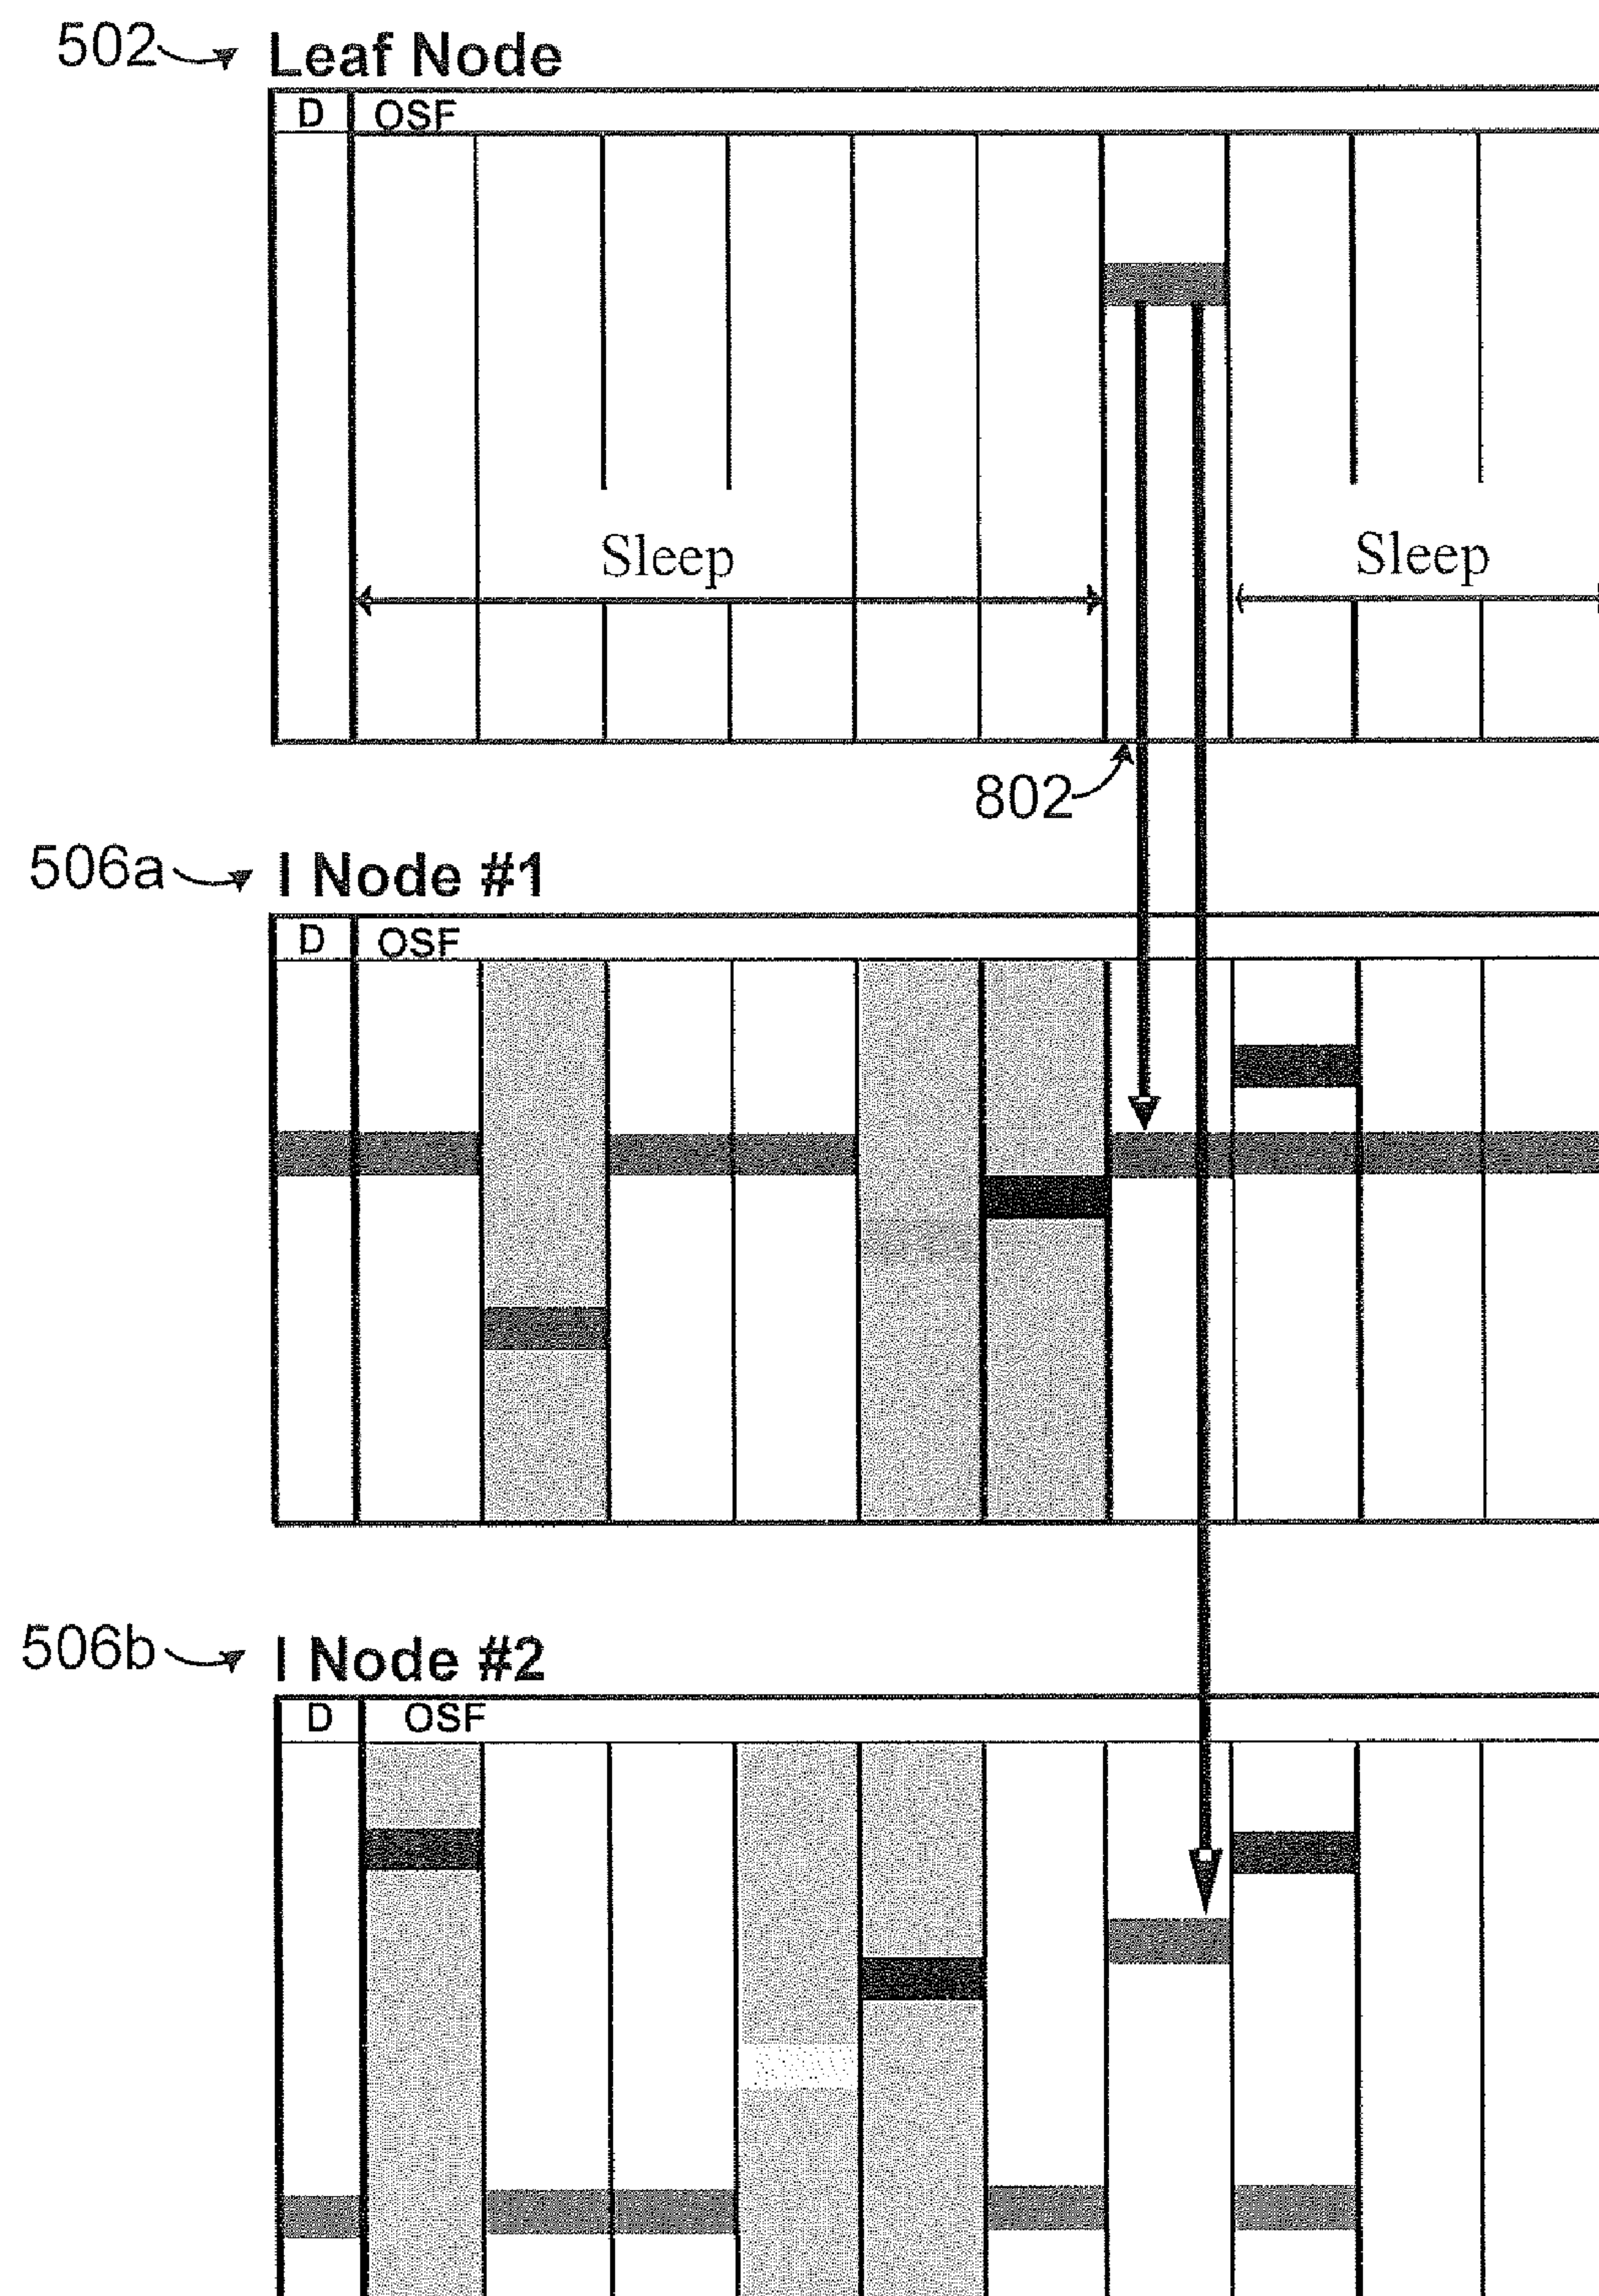 502 Leaf Node
D OSF
Sleep Sleep
802
506a I Node #1
D OSF
506b I Node #2
D OSF